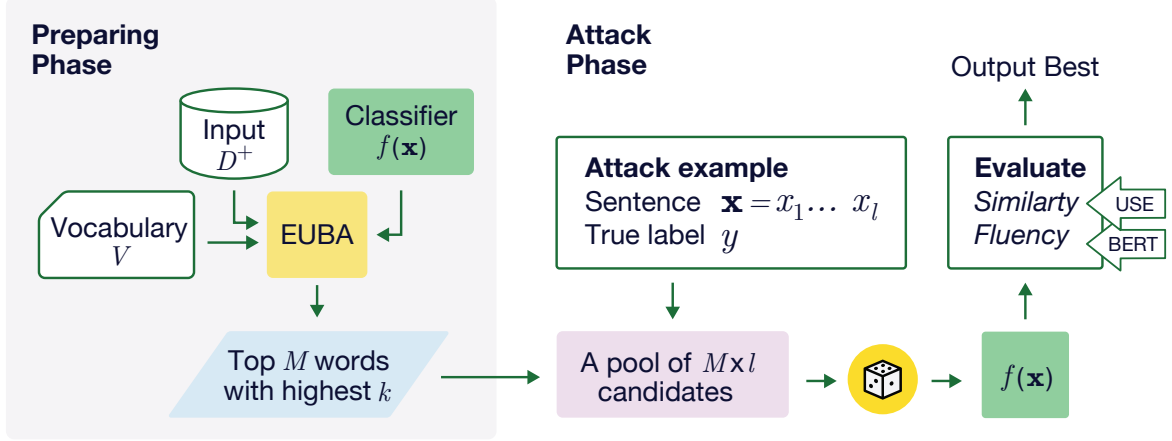 Preparing
Phase
Input
D⁺
Classifier
f(𝐱)
Vocabulary
V
EUBA
Top M words
with highest k
Attack
Phase
Attack example
Sentence 𝐱 = x₁... xₗ
True label y
A pool of M x l
candidates
f(𝐱)
Evaluate
Similarty
Fluency
USE
BERT
Output Best